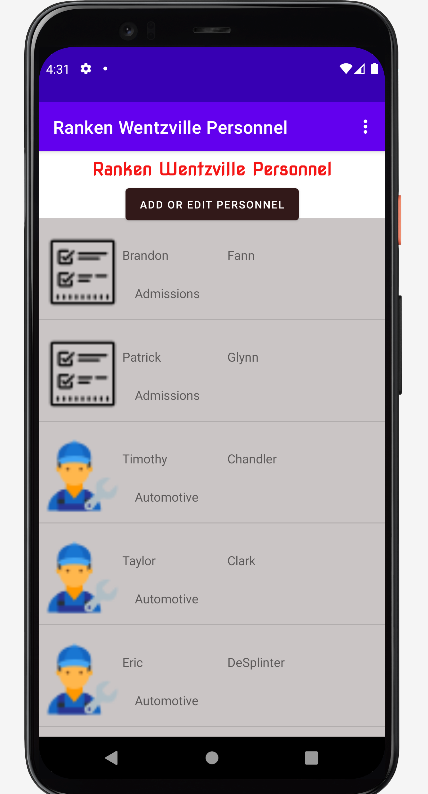 4:31
Ranken Wentzville Personnel
Ranken Wentzville Personnel
ADD OR EDIT PERSONNEL
Brandon Fann
Admissions
Patrick Glynn
Admissions
Timothy Chandler
Automotive
Taylor Clark
Automotive
Eric DeSplinter
Automotive